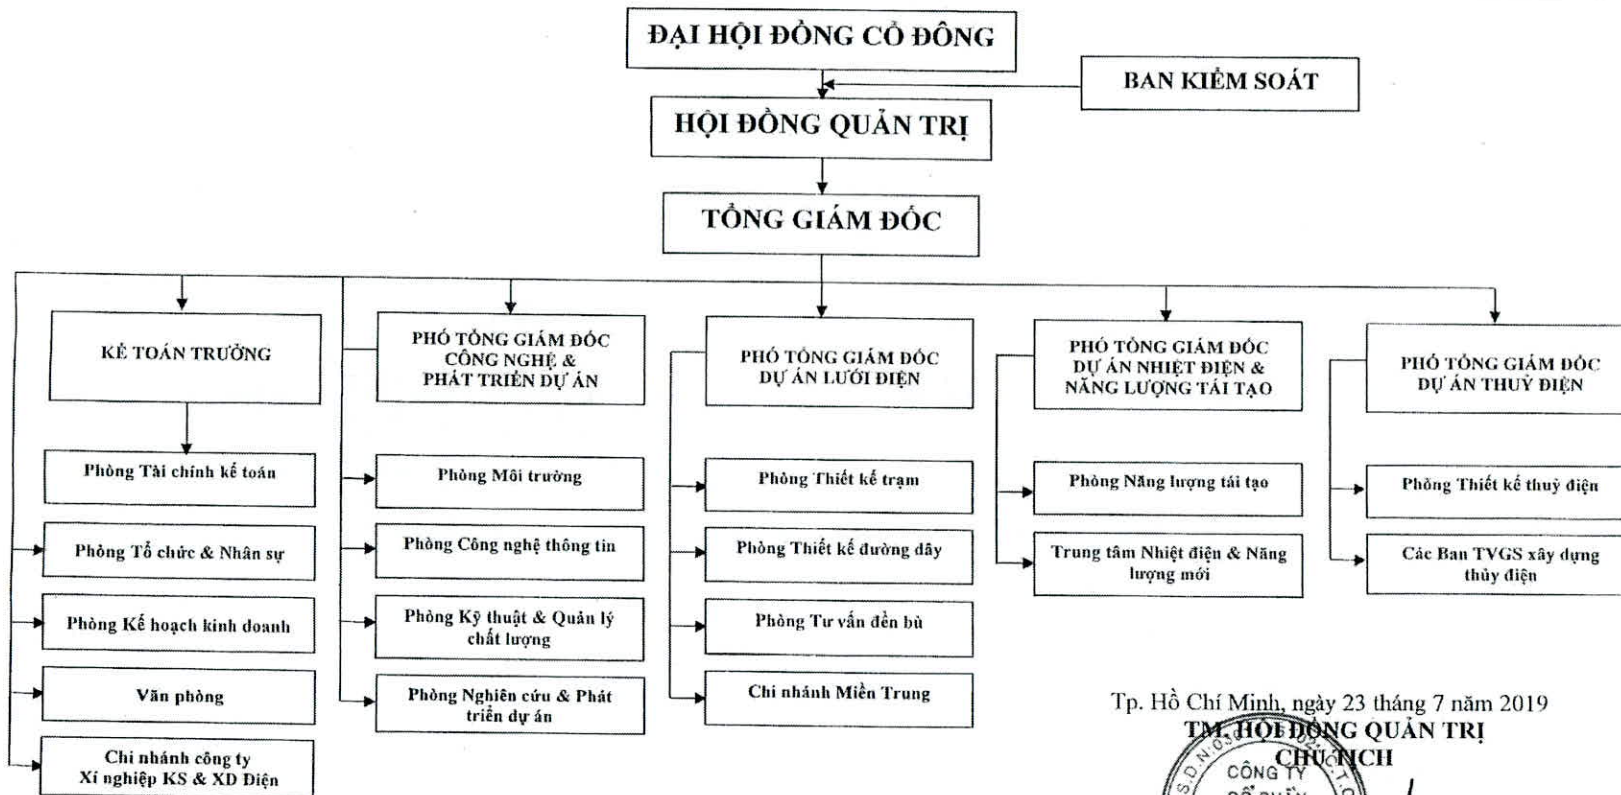 ĐẠI HỘI ĐỒNG CỔ ĐÔNG
BAN KIỂM SOÁT
HỘI ĐỒNG QUẢN TRỊ
TỔNG GIÁM ĐỐC
KẾ TOÁN TRƯỞNG
PHÓ TỔNG GIÁM ĐỐC
CÔNG NGHỆ &
PHÁT TRIỂN DỰ ÁN
PHÓ TỔNG GIÁM ĐỐC
DỰ ÁN LƯỚI ĐIỆN
PHÓ TỔNG GIÁM ĐỐC
DỰ ÁN NHIỆT ĐIỆN &
NĂNG LƯỢNG TÁI TẠO
PHÓ TỔNG GIÁM ĐỐC
DỰ ÁN THUỶ ĐIỆN
Phòng Tài chính kế toán
Phòng Tổ chức & Nhân sự
Phòng Kế hoạch kinh doanh
Văn phòng
Chi nhánh công ty
Xí nghiệp KS & XD Điện
Phòng Môi trường
Phòng Công nghệ thông tin
Phòng Kỹ thuật & Quản lý
chất lượng
Phòng Nghiên cứu & Phát
triển dự án
Phòng Thiết kế trạm
Phòng Thiết kế đường dây
Phòng Tư vấn đền bù
Chi nhánh Miền Trung
Phòng Năng lượng tái tạo
Trung tâm Nhiệt điện & Năng
lượng mới
Phòng Thiết kế thuỷ điện
Các Ban TVGS xây dựng
thủy điện
Tp. Hồ Chí Minh, ngày 23 tháng 7 năm 2019
TM. HỘI ĐỒNG QUẢN TRỊ
CHỦ TỊCH
CÔNG TY
CỔ PHẦN